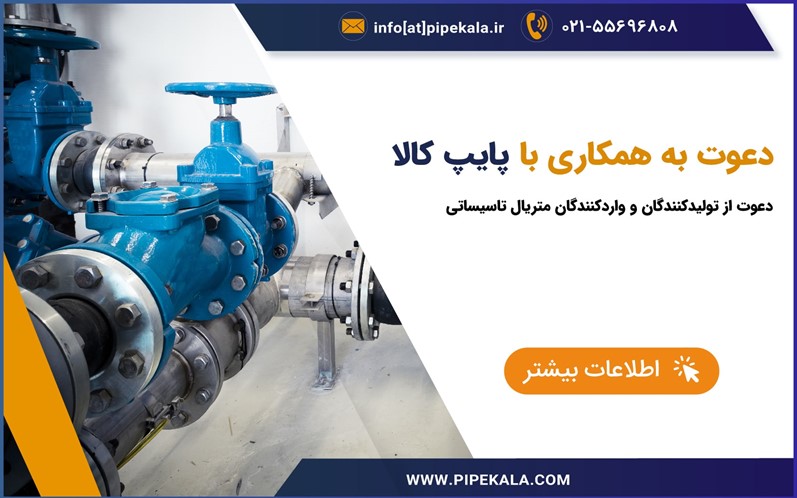 info[at]pipekala.ir ۰۲۱-۵۵۶۹۶۸۰۸
دعوت به همکاری با پایپ کالا
دعوت از تولیدکنندگان و واردکنندگان متریال تاسیساتی
اطلاعات بیشتر
WWW.PIPEKALA.COM